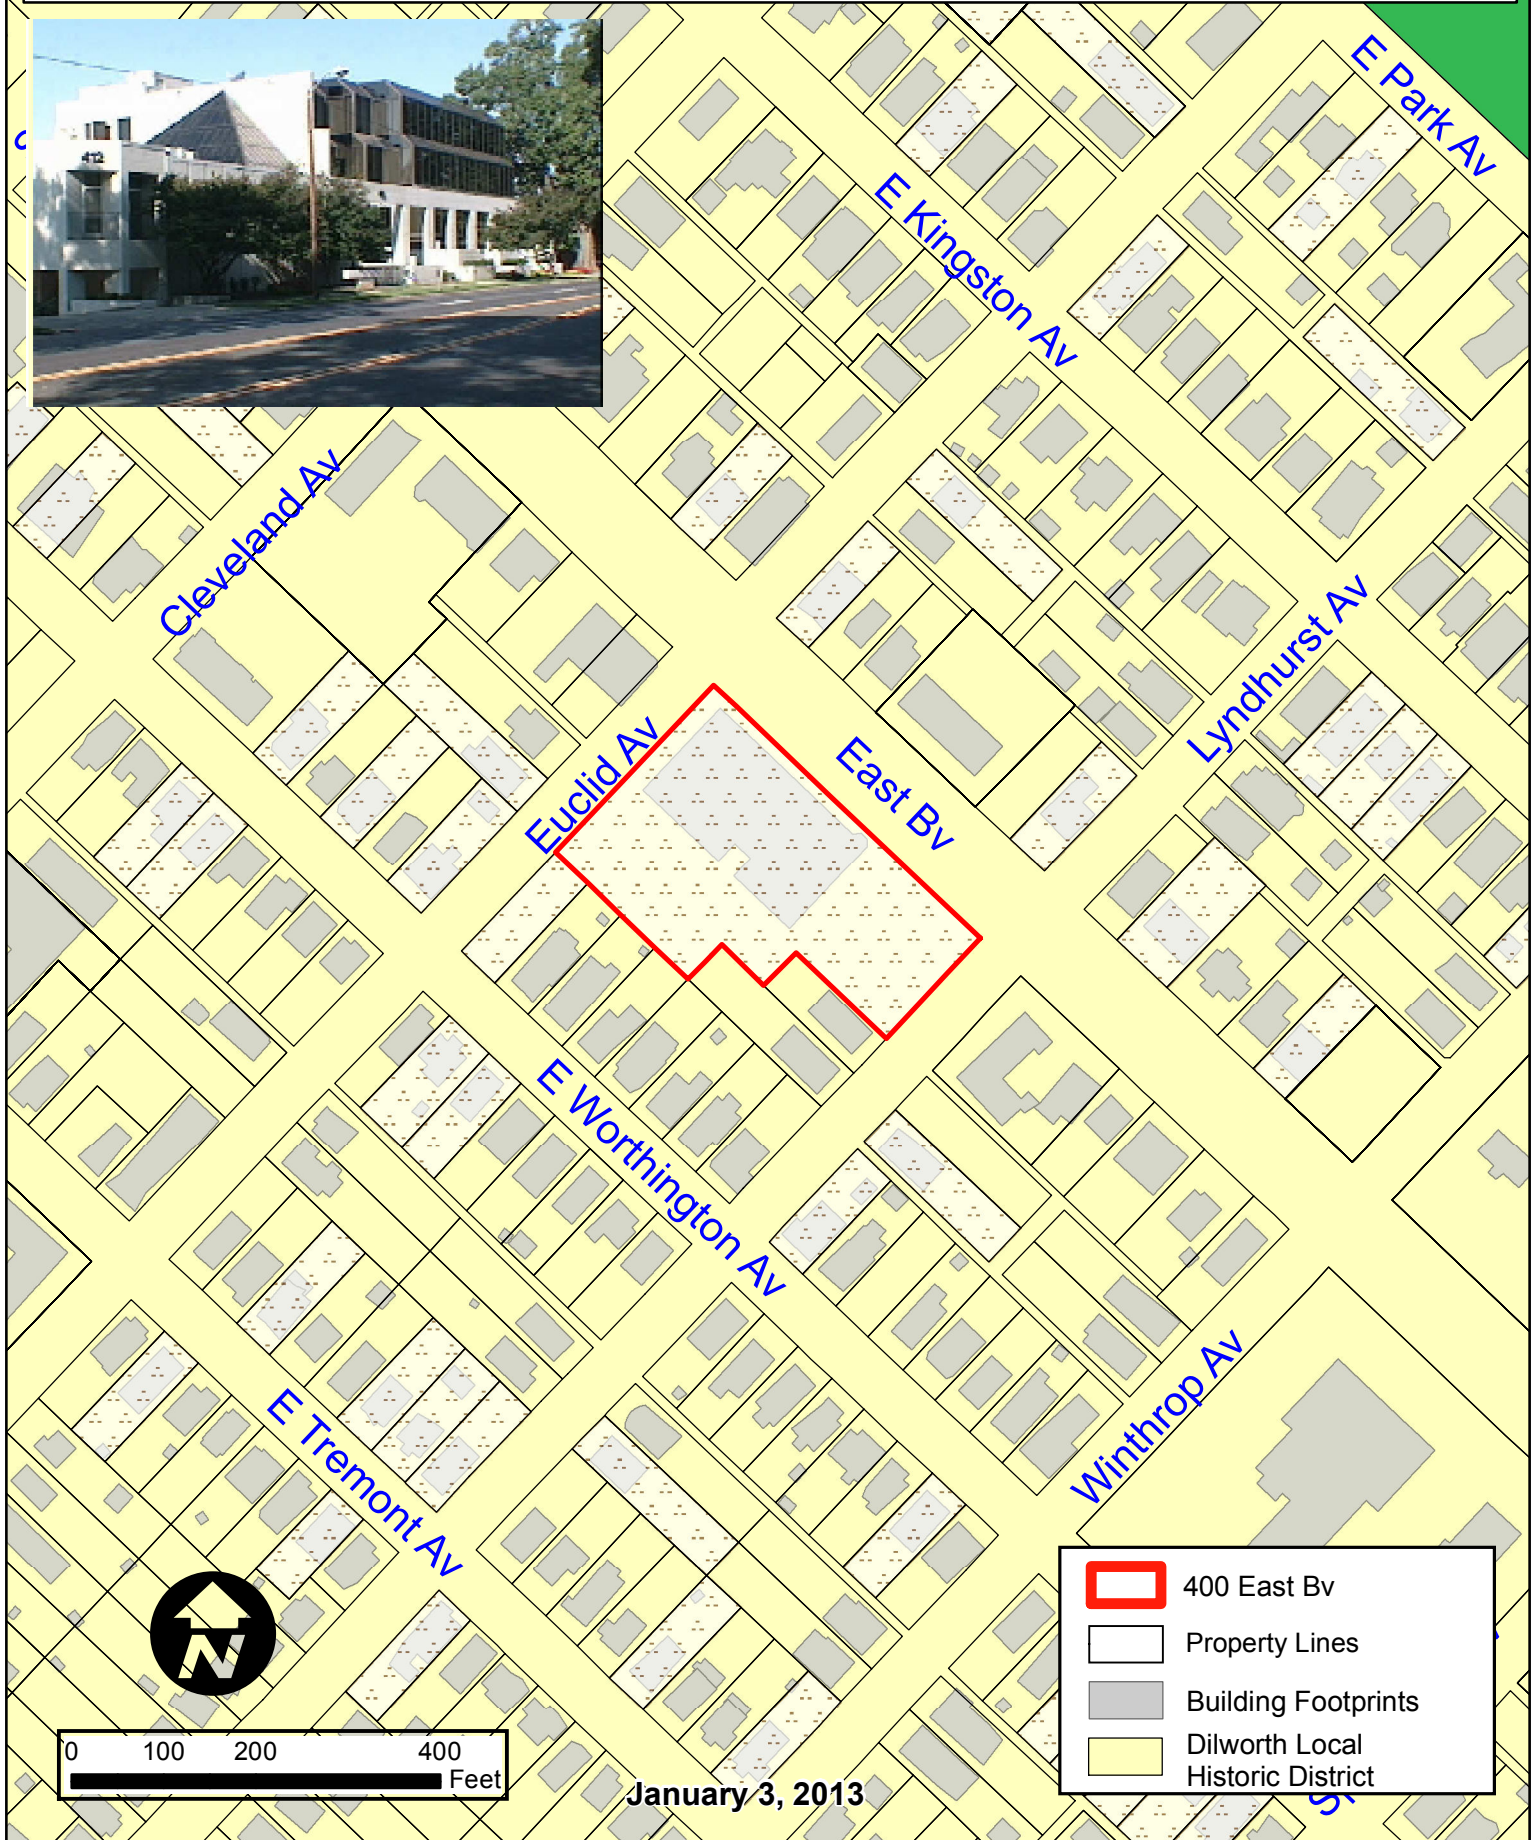 412
E Park Av
E Kingston Av
Cleveland Av
Lyndhurst Av
Euclid Av
East Bv
E Worthington Av
Winthrop Av
E Tremont Av
N
0 100 200 400
Feet
January 3, 2013
400 East Bv
Property Lines
Building Footprints
Dilworth Local
Historic District